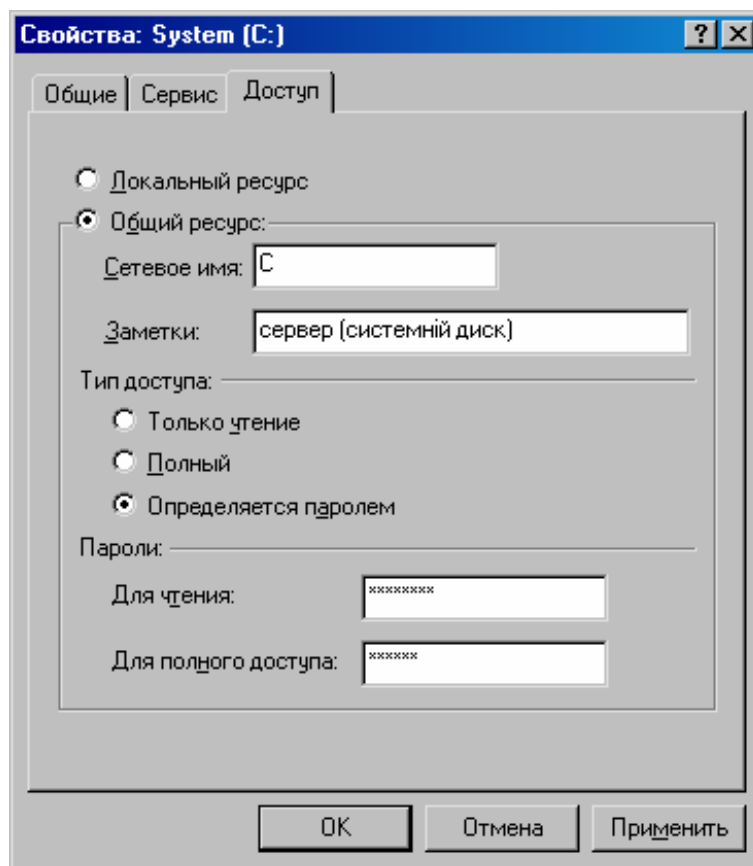 Свойства: System (C:)
Общие Сервис Доступ
Локальный ресурс
Общий ресурс:
Сетевое имя: C
Заметки: сервер (системній диск)
Тип доступа:
Только чтение
Полный
Определяется паролем
Пароли:
Для чтения: ********
Для полного доступа: ******
OK Отмена Применить